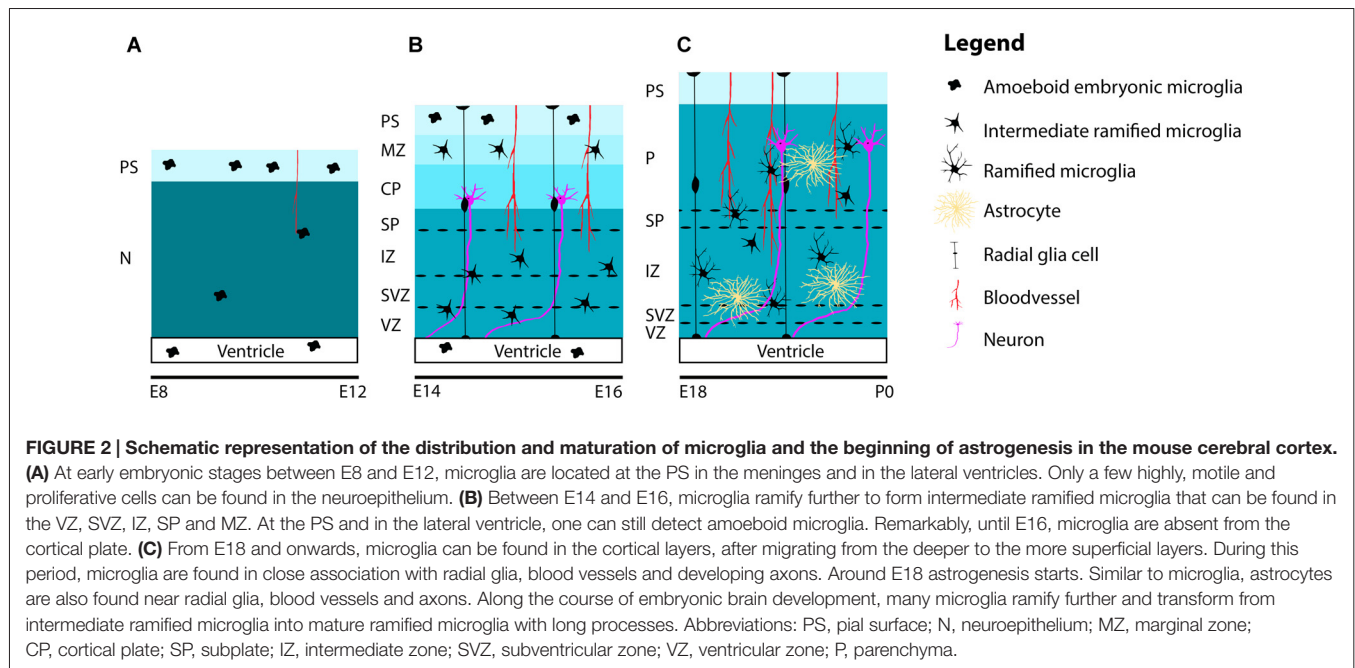 A
PS
N
Ventricle
E8 E12
B
PS
MZ
CP
SP
IZ
SVZ
VZ
Ventricle
E14 E16
C
PS
P
SP
IZ
SVZ
VZ
Ventricle
E18 P0
Legend
Amoeboid embryonic microglia
Intermediate ramified microglia
Ramified microglia
Astrocyte
Radial glia cell
Bloodvessel
Neuron
FIGURE 2 | Schematic representation of the distribution and maturation of microglia and the beginning of astrogenesis in the mouse cerebral cortex.
(A) At early embryonic stages between E8 and E12, microglia are located at the PS in the meninges and in the lateral ventricles. Only a few highly, motile and
proliferative cells can be found in the neuroepithelium. (B) Between E14 and E16, microglia ramify further to form intermediate ramified microglia that can be found in
the VZ, SVZ, IZ, SP and MZ. At the PS and in the lateral ventricle, one can still detect amoeboid microglia. Remarkably, until E16, microglia are absent from the
cortical plate. (C) From E18 and onwards, microglia can be found in the cortical layers, after migrating from the deeper to the more superficial layers. During this
period, microglia are found in close association with radial glia, blood vessels and developing axons. Around E18 astrogenesis starts. Similar to microglia, astrocytes
are also found near radial glia, blood vessels and axons. Along the course of embryonic brain development, many microglia ramify further and transform from
intermediate ramified microglia into mature ramified microglia with long processes. Abbreviations: PS, pial surface; N, neuroepithelium; MZ, marginal zone;
CP, cortical plate; SP, subplate; IZ, intermediate zone; SVZ, subventricular zone; VZ, ventricular zone; P, parenchyma.